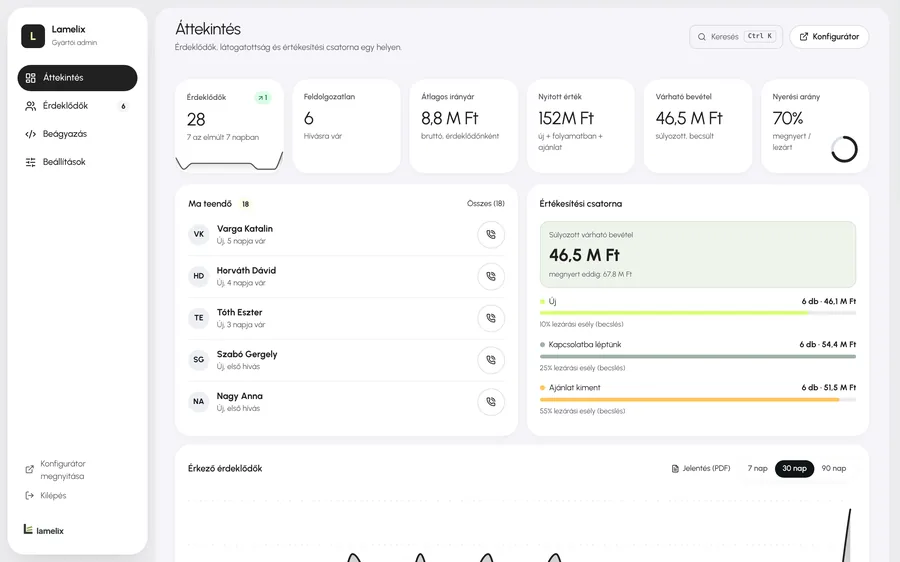 L
Lamelix
Gyártói admin
Áttekintés
Érdeklődők 6
Beágyazás
Beállítások
Konfigurátor
megnyitása
Kilépés
lamelix
Áttekintés
Érdeklődők, látogatottság és értékesítési csatorna egy helyen.
Keresés Ctrl K
Konfigurátor
Érdeklődők 1
28
7 az elmúlt 7 napban
Feldolgozatlan
6
Hívásra vár
Átlagos irányár
8,8 M Ft
bruttó, érdeklődőnként
Nyitott érték
152M Ft
új + folyamatban +
ajánlat
Várható bevétel
46,5 M Ft
súlyozott, becsült
Nyerési arány
70%
megnyert /
lezárt
Ma teendő 18
Összes (18)
VK Varga Katalin
Új, 5 napja vár
HD Horváth Dávid
Új, 4 napja vár
TE Tóth Eszter
Új, 3 napja vár
SG Szabó Gergely
Új, első hívás
NA Nagy Anna
Új, első hívás
Értékesítési csatorna
Súlyozott várható bevétel
46,5 M Ft
megnyert eddig: 67,8 M Ft
Új 6 db · 46,1 M Ft
10% lezárási esély (becslés)
Kapcsolatba léptünk 6 db · 54,4 M Ft
25% lezárási esély (becslés)
Ajánlat kiment 6 db · 51,5 M Ft
55% lezárási esély (becslés)
Érkező érdeklődők
Jelentés (PDF) 7 nap 30 nap 90 nap